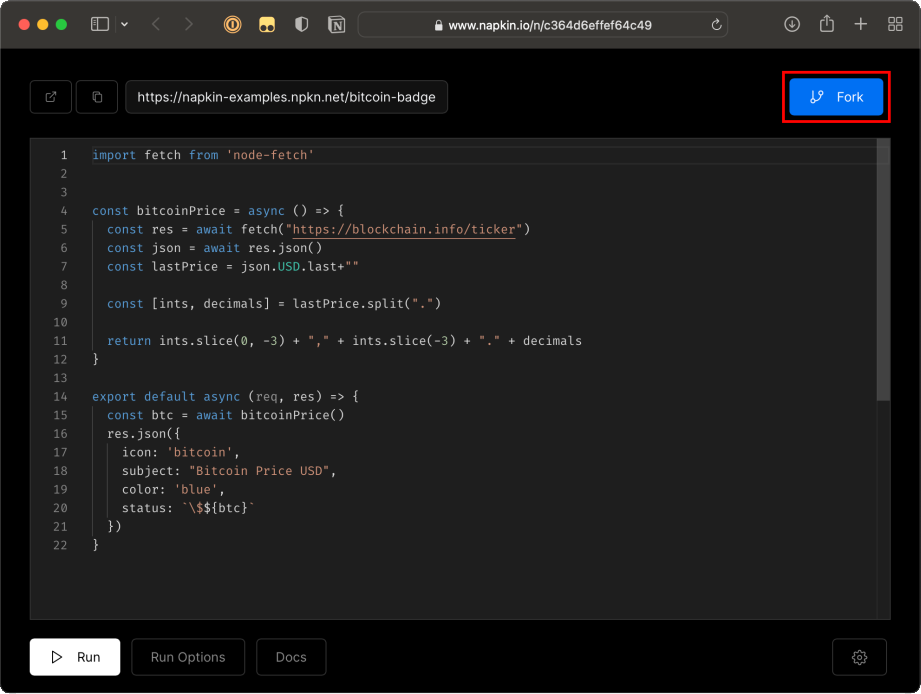 www.napkin.io/n/c364d6effef64c49
https://napkin-examples.npkn.net/bitcoin-badge
Fork
1 import fetch from 'node-fetch'
2
3
4 const bitcoinPrice = async () => {
5   const res = await fetch("https://blockchain.info/ticker")
6   const json = await res.json()
7   const lastPrice = json.USD.last+""
8
9   const [ints, decimals] = lastPrice.split(".")
10
11   return ints.slice(0, -3) + "," + ints.slice(-3) + "." + decimals
12 }
13
14 export default async (req, res) => {
15   const btc = await bitcoinPrice()
16   res.json({
17     icon: 'bitcoin',
18     subject: "Bitcoin Price USD",
19     color: 'blue',
20     status: `\$${btc}`
21   })
22 }
Run
Run Options
Docs